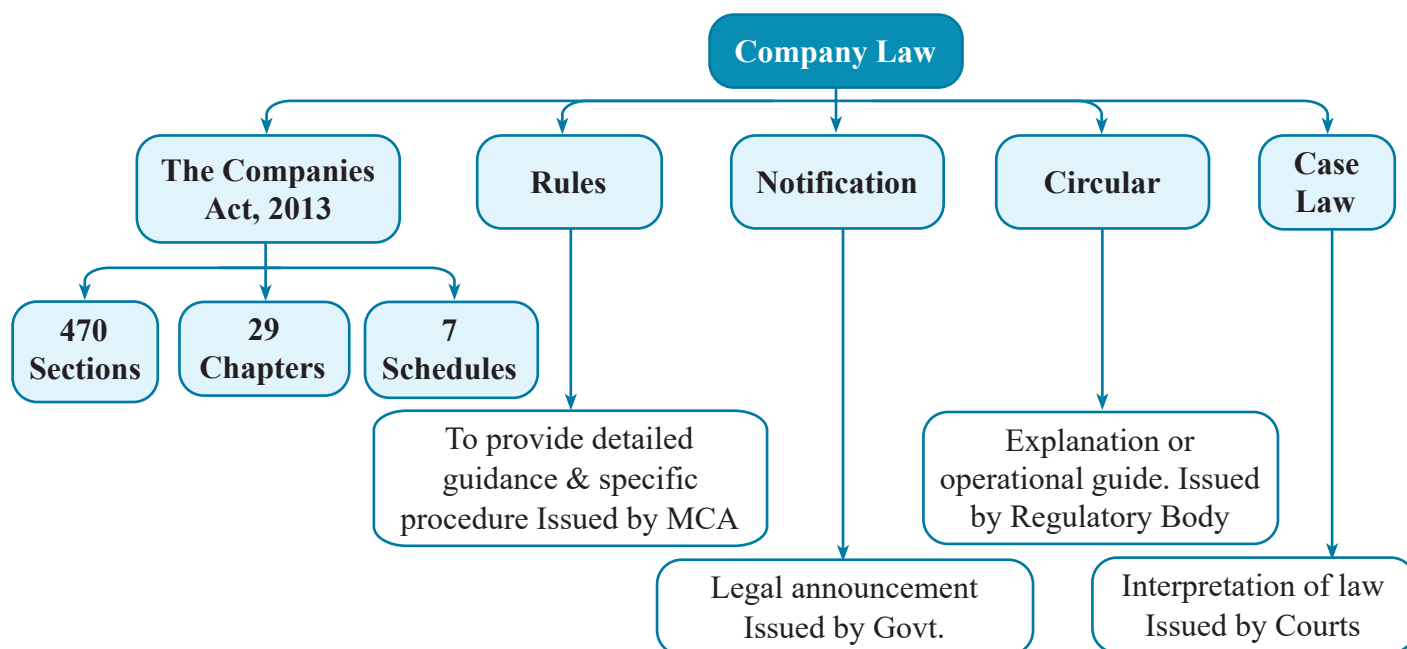 Company Law
The Companies
Act, 2013
Rules
Notification
Circular
Case
Law
470
Sections
29
Chapters
7
Schedules
To provide detailed
guidance & specific
procedure Issued by MCA
Explanation or
operational guide. Issued
by Regulatory Body
Legal announcement
Issued by Govt.
Interpretation of law
Issued by Courts